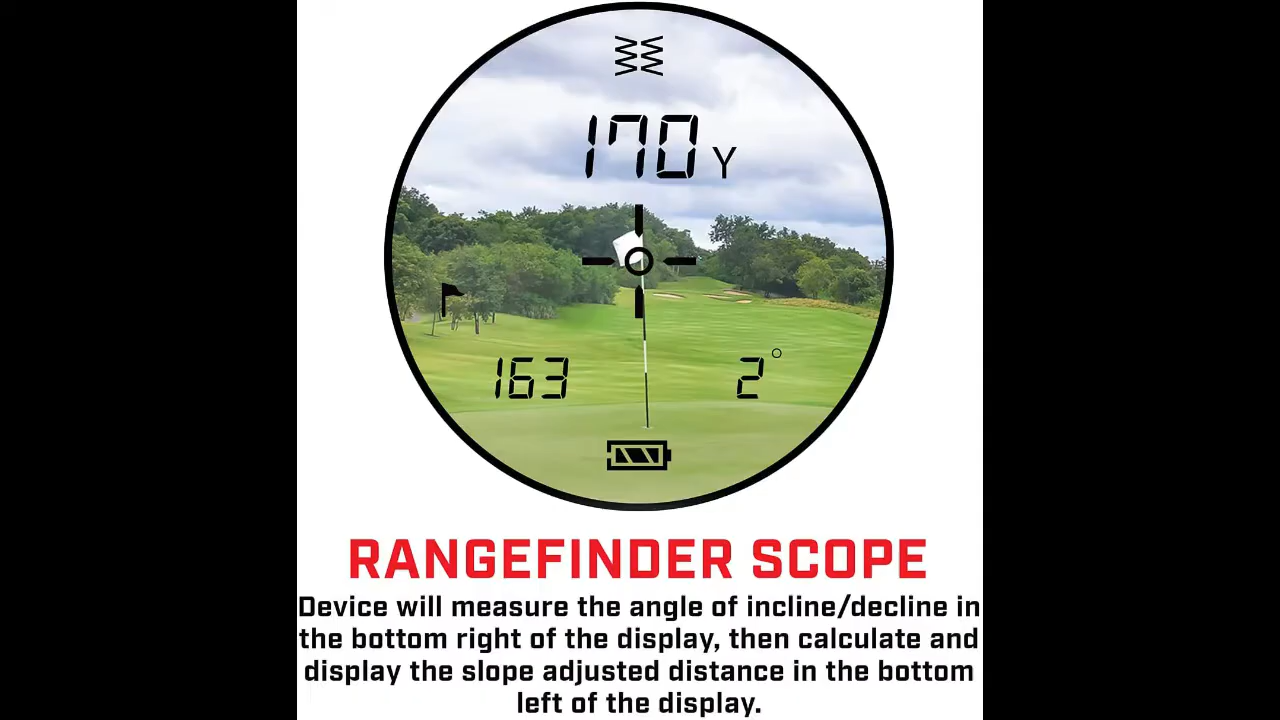 170 Y
163 2°
RANGEFINDER SCOPE
Device will measure the angle of incline/decline in
the bottom right of the display, then calculate and
display the slope adjusted distance in the bottom
left of the display.